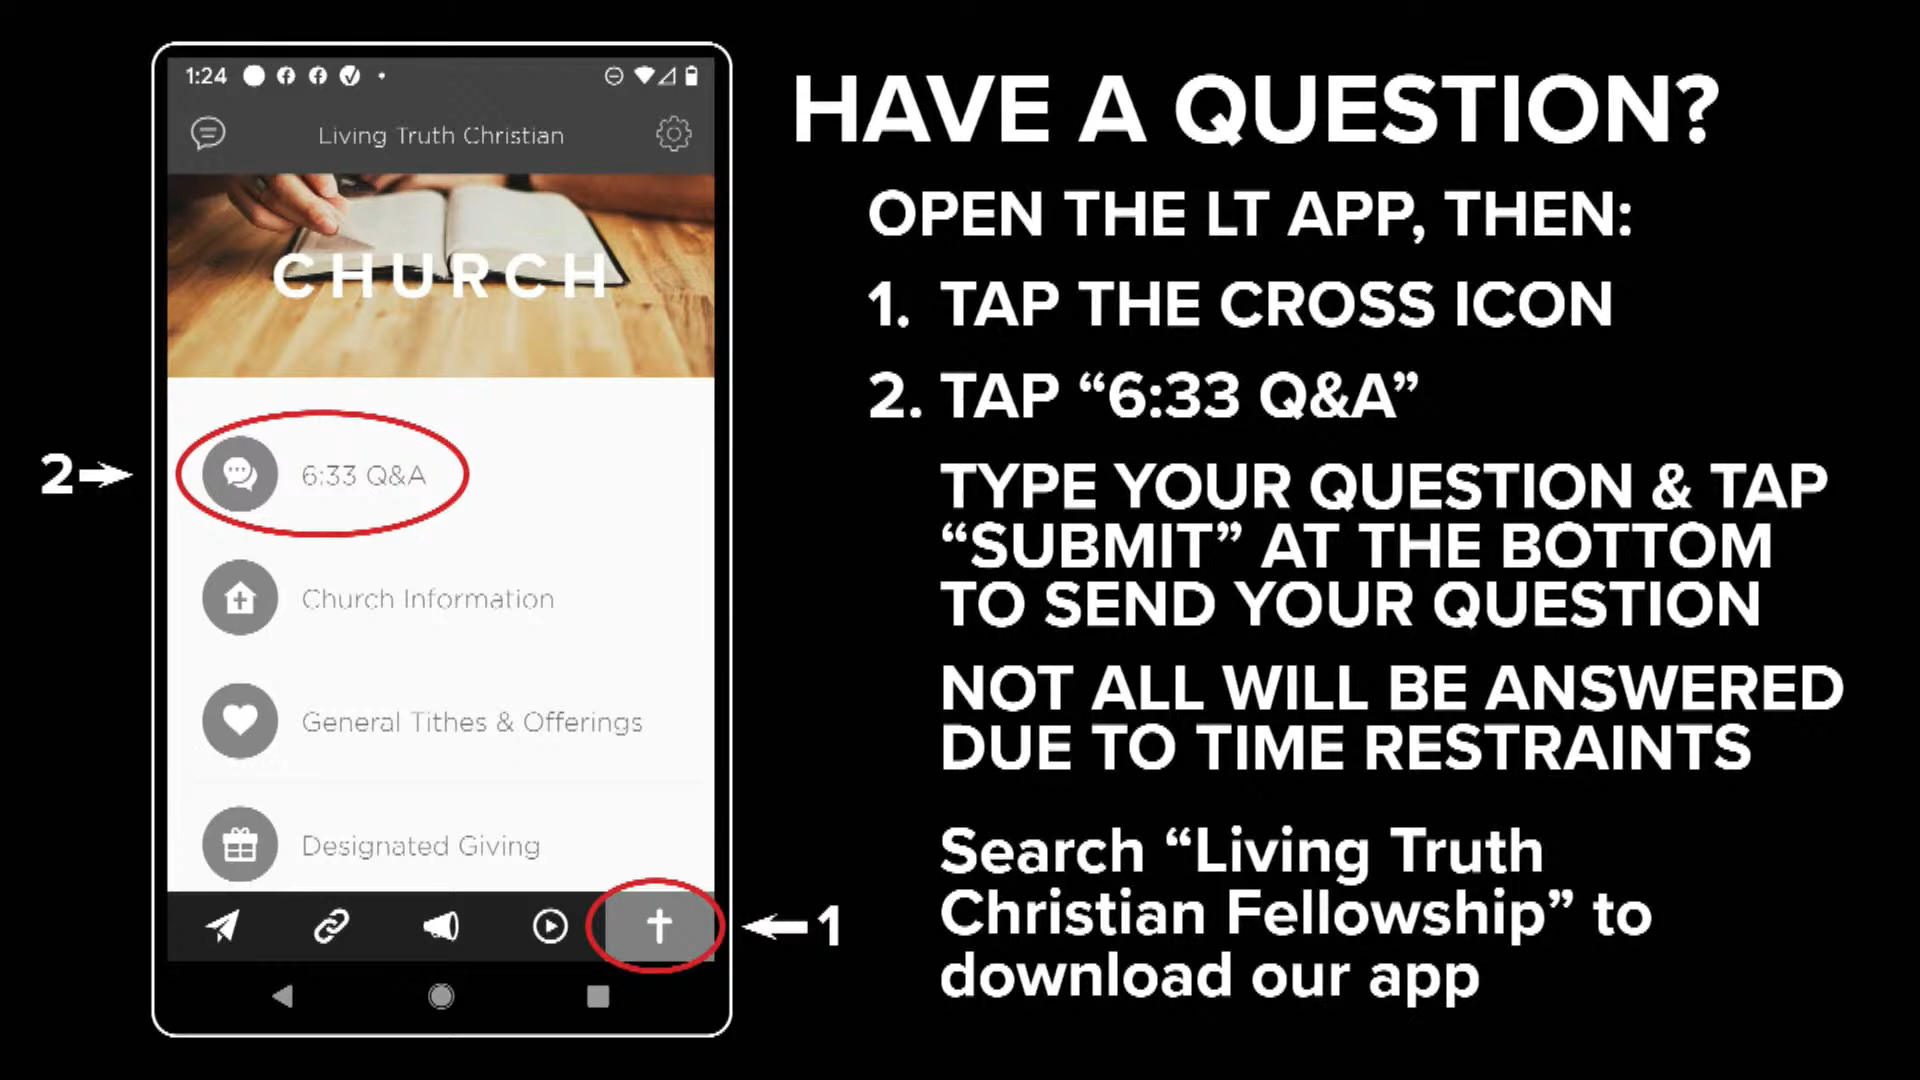 1:24
Living Truth Christian
CHURCH
2
6:33 Q&A
Church Information
General Tithes & Offerings
Designated Giving
1
HAVE A QUESTION?
OPEN THE LT APP, THEN:
1. TAP THE CROSS ICON
2. TAP “6:33 Q&A”
TYPE YOUR QUESTION & TAP
“SUBMIT” AT THE BOTTOM
TO SEND YOUR QUESTION
NOT ALL WILL BE ANSWERED
DUE TO TIME RESTRAINTS
Search “Living Truth
Christian Fellowship” to
download our app